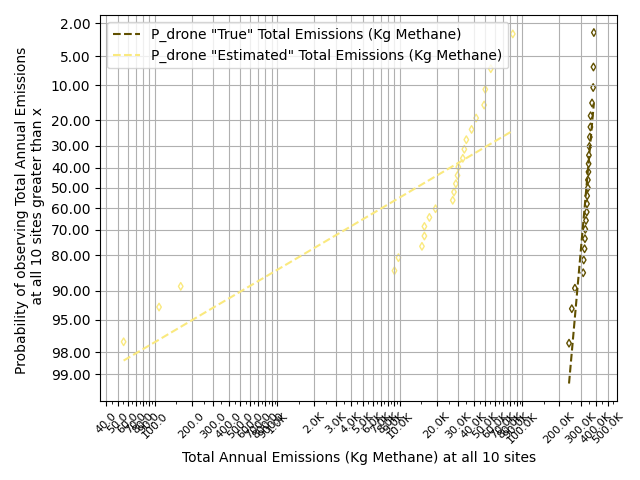 P_drone "True" Total Emissions (Kg Methane)
P_drone "Estimated" Total Emissions (Kg Methane)
Probability of observing Total Annual Emissions
at all 10 sites greater than x
2.00
5.00
10.00
20.00
30.00
40.00
50.00
60.00
70.00
80.00
90.00
95.00
98.00
99.00
40.0
50.0
100.0
200.0
300.0
400.0
500.0
1.0K
2.0K
3.0K
4.0K
5.0K
10.0K
20.0K
30.0K
40.0K
50.0K
100.0K
200.0K
300.0K
400.0K
500.0K
Total Annual Emissions (Kg Methane) at all 10 sites